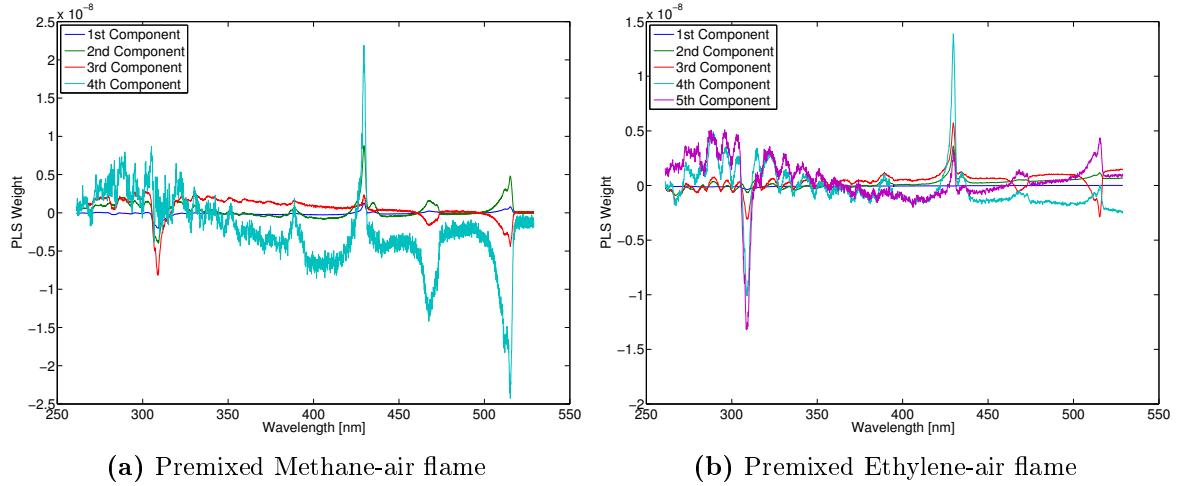 x 10⁻⁸
2.5
2
1.5
1
0.5
0
−0.5
−1
−1.5
−2
−2.5
PLS Weight
1st Component
2nd Component
3rd Component
4th Component
250 300 350 400 450 500 550
Wavelength [nm]
(a) Premixed Methane-air flame
x 10⁻⁸
1.5
1
0.5
0
−0.5
−1
−1.5
−2
PLS Weight
1st Component
2nd Component
3rd Component
4th Component
5th Component
250 300 350 400 450 500 550
Wavelength [nm]
(b) Premixed Ethylene-air flame